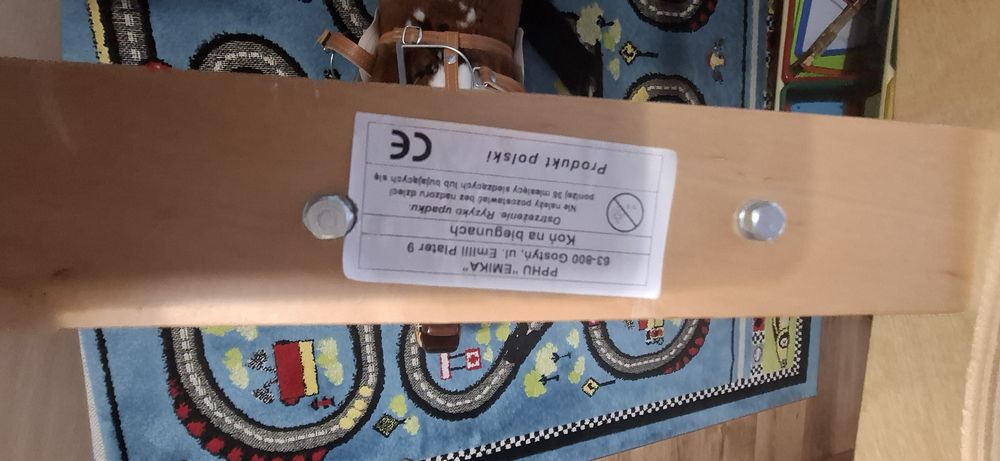 PPHU "EMIKA"
63-800 Gostyń, ul. Emilii Plater 9
Koń na biegunach
Ostrzeżenie. Ryzyko upadku.
Nie należy pozostawiać bez nadzoru dzieci
poniżej 36 miesięcy siedzących lub bujających się
Produkt polski
CE